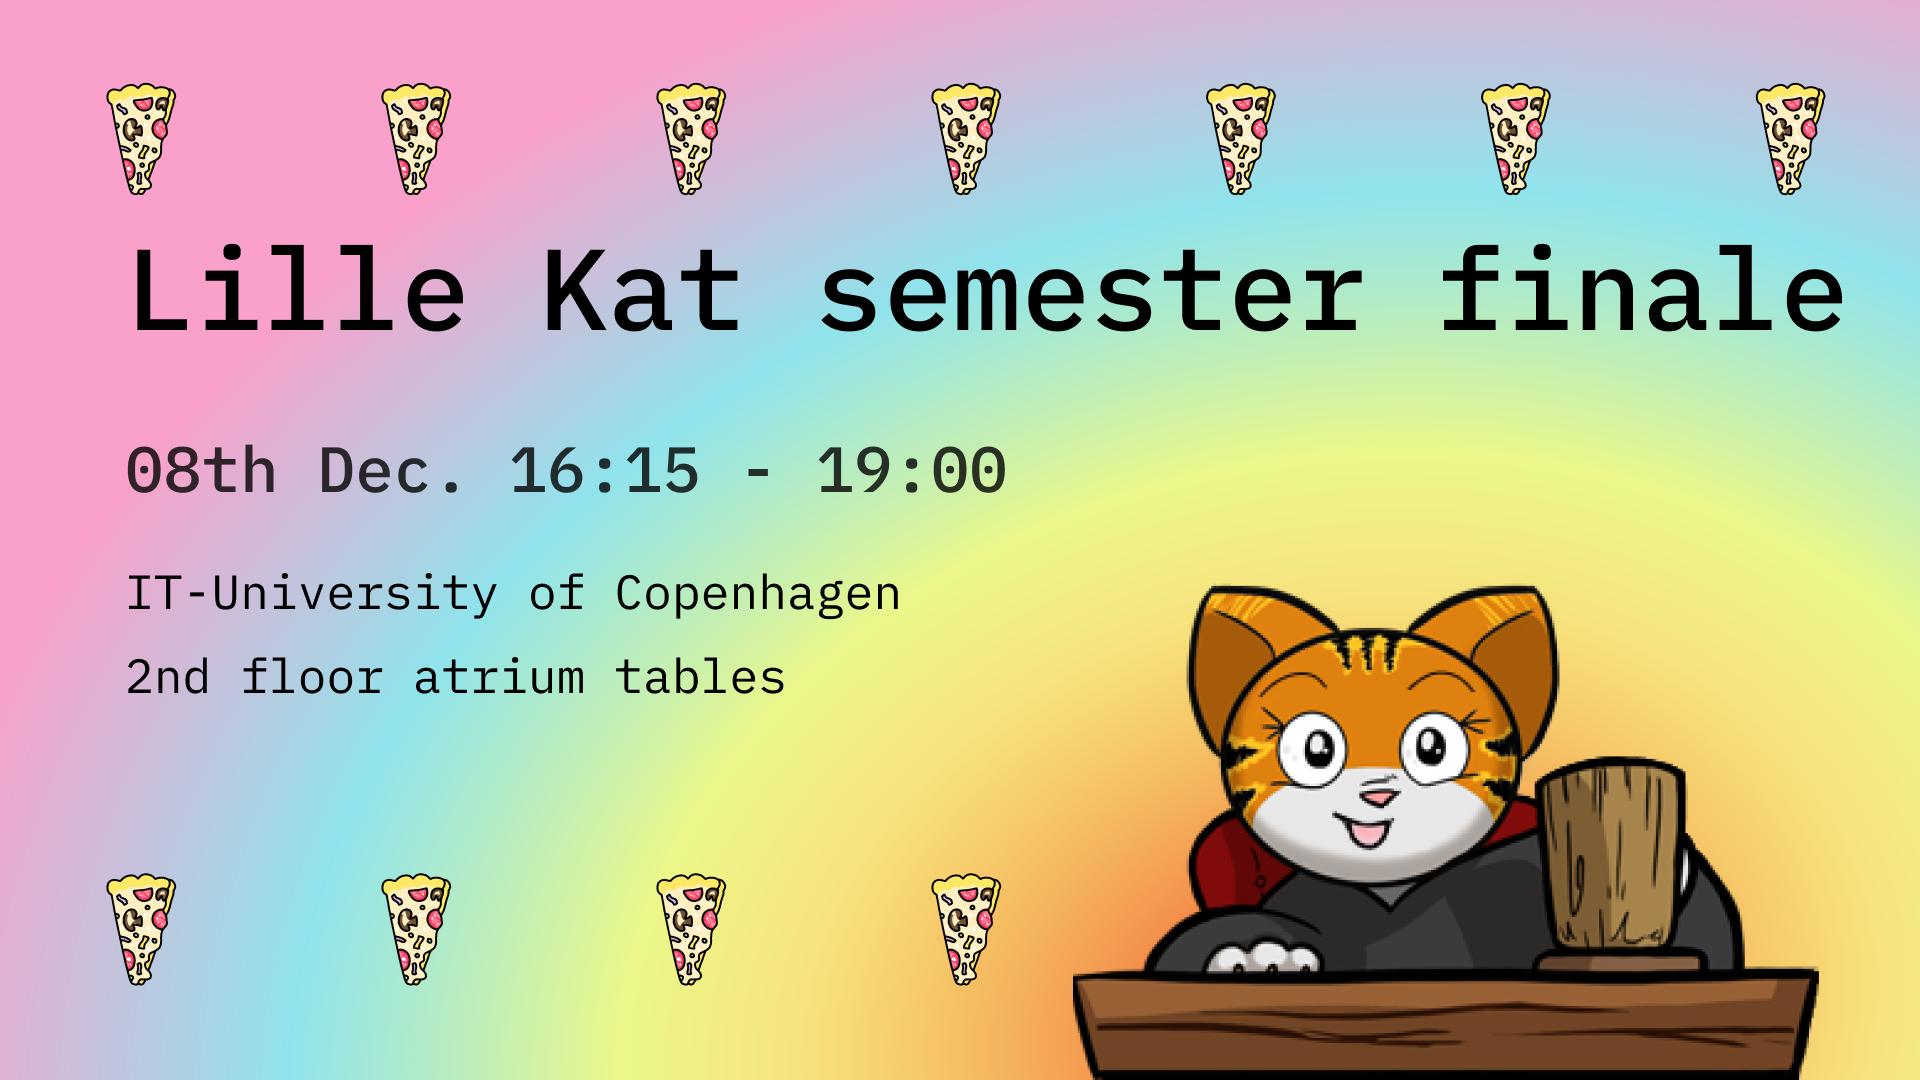 Lille Kat semester finale
08th Dec. 16:15 - 19:00
IT-University of Copenhagen
2nd floor atrium tables